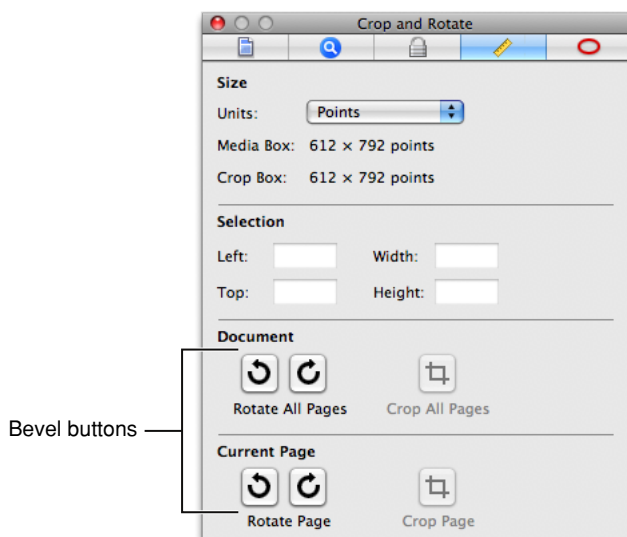 Crop and Rotate
Size
Units: Points
Media Box: 612 × 792 points
Crop Box: 612 × 792 points
Selection
Left: Width:
Top: Height:
Document
Rotate All Pages Crop All Pages
Bevel buttons
Current Page
Rotate Page Crop Page